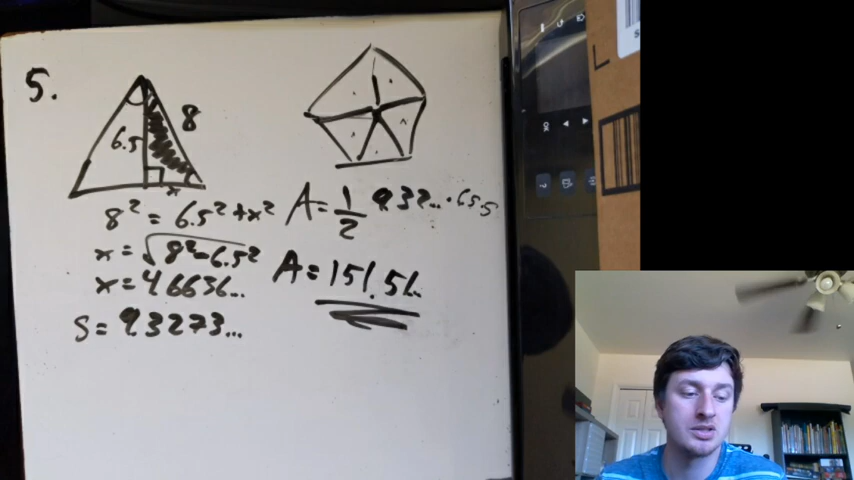 5.
8
6.5
x
8² = 6.5² + x²
x = √8² - 6.5²
x = 4.6636...
S = 9.3273...
A = 1/2 9.32... · 6.5 · 5
A = 151.56..